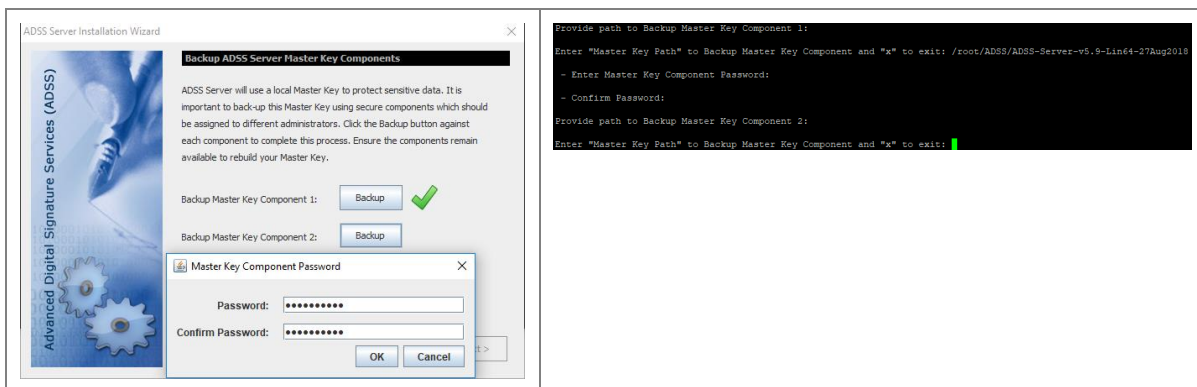 ADSS Server Installation Wizard
Backup ADSS Server Master Key Components
ADSS Server will use a local Master Key to protect sensitive data. It is
important to back-up this Master Key using secure components which should
be assigned to different administrators. Click the Backup button against
each component to complete this process. Ensure the components remain
available to rebuild your Master Key.
Backup Master Key Component 1: Backup
Backup Master Key Component 2: Backup
Master Key Component Password
Password: ●●●●●●●●●●
Confirm Password: ●●●●●●●●●●
OK Cancel
t >
Advanced Digital Signature Services (ADSS)
Provide path to Backup Master Key Component 1:
Enter "Master Key Path" to Backup Master Key Component and "x" to exit: /root/ADSS/ADSS-Server-v5.9-Lin64-27Aug2018
- Enter Master Key Component Password:
- Confirm Password:
Provide path to Backup Master Key Component 2:
Enter "Master Key Path" to Backup Master Key Component and "x" to exit: